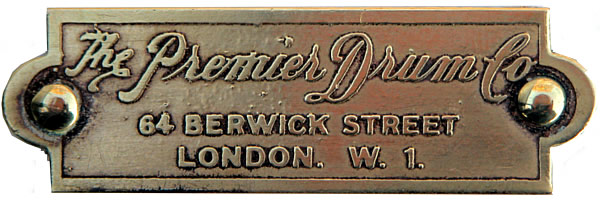 The Premier Drum Co
64 BERWICK STREET
LONDON. W. 1.